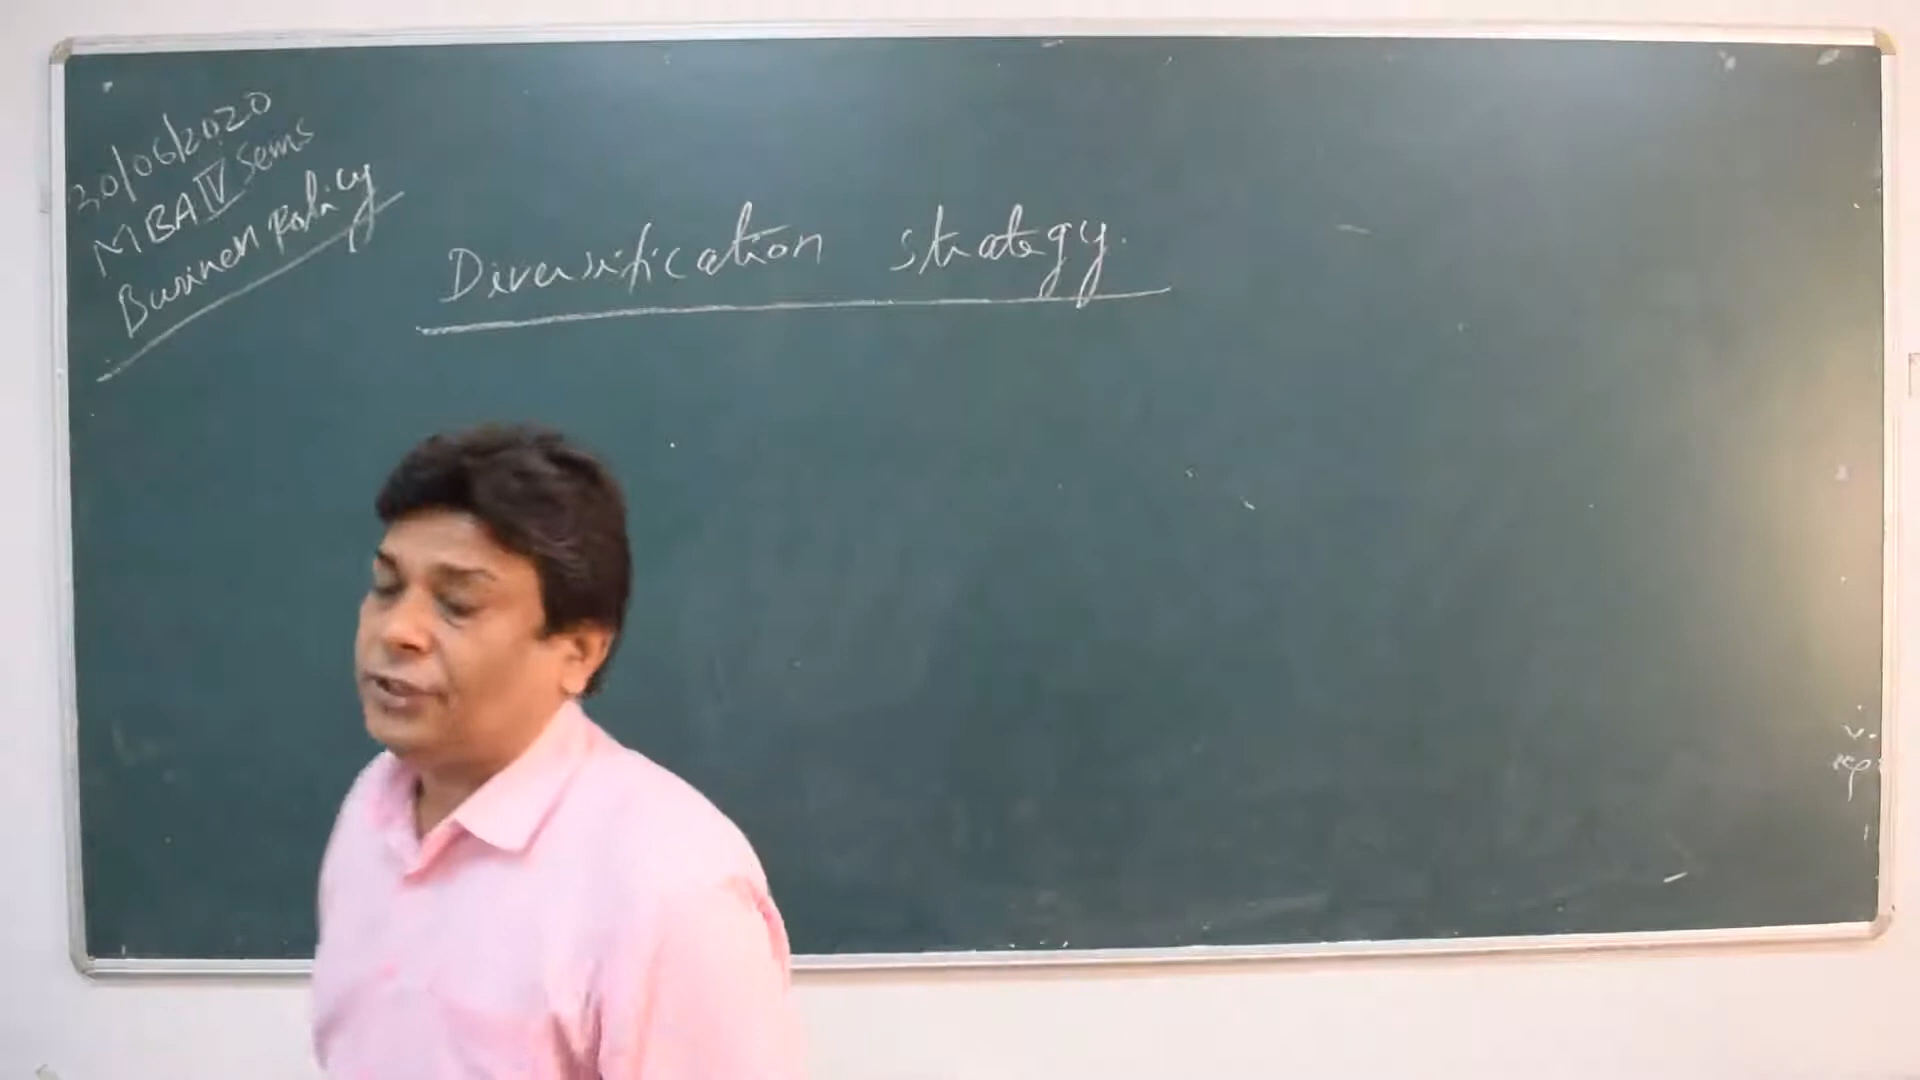 30/06/2020
MBA IV Sems
Business Policy
Diversification strategy.